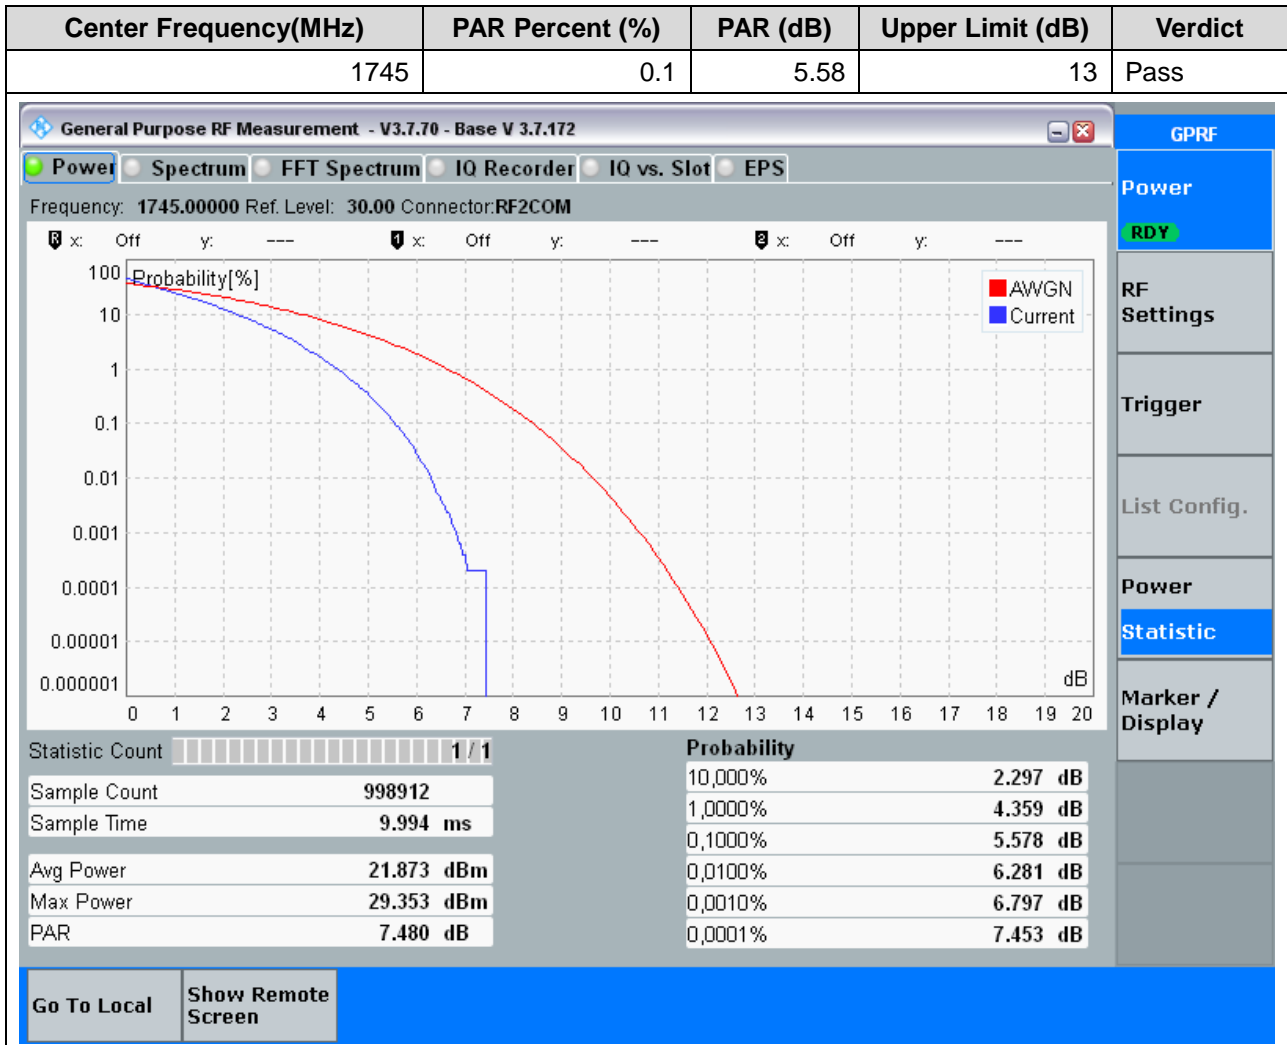 Center Frequency(MHz) PAR Percent (%) PAR (dB) Upper Limit (dB) Verdict
1745 0.1 5.58 13 Pass
General Purpose RF Measurement - V3.7.70 - Base V 3.7.172
GPRF
Power Spectrum FFT Spectrum IQ Recorder IQ vs. Slot EPS
Power
RDY
Frequency: 1745.00000 Ref. Level: 30.00 Connector:RF2COM
R x: Off y: --- 1 x: Off y: --- 2 x: Off y: ---
Probability[%]
AWGN
Current
100
10
1
0.1
0.01
0.001
0.0001
0.00001
0.000001
dB
0 1 2 3 4 5 6 7 8 9 10 11 12 13 14 15 16 17 18 19 20
RF
Settings
Trigger
List Config.
Power
Statistic
Marker /
Display
Statistic Count 1 / 1
Sample Count 998912
Sample Time 9.994 ms
Avg Power 21.873 dBm
Max Power 29.353 dBm
PAR 7.480 dB
Probability
10,000% 2.297 dB
1,0000% 4.359 dB
0,1000% 5.578 dB
0,0100% 6.281 dB
0,0010% 6.797 dB
0,0001% 7.453 dB
Go To Local
Show Remote
Screen